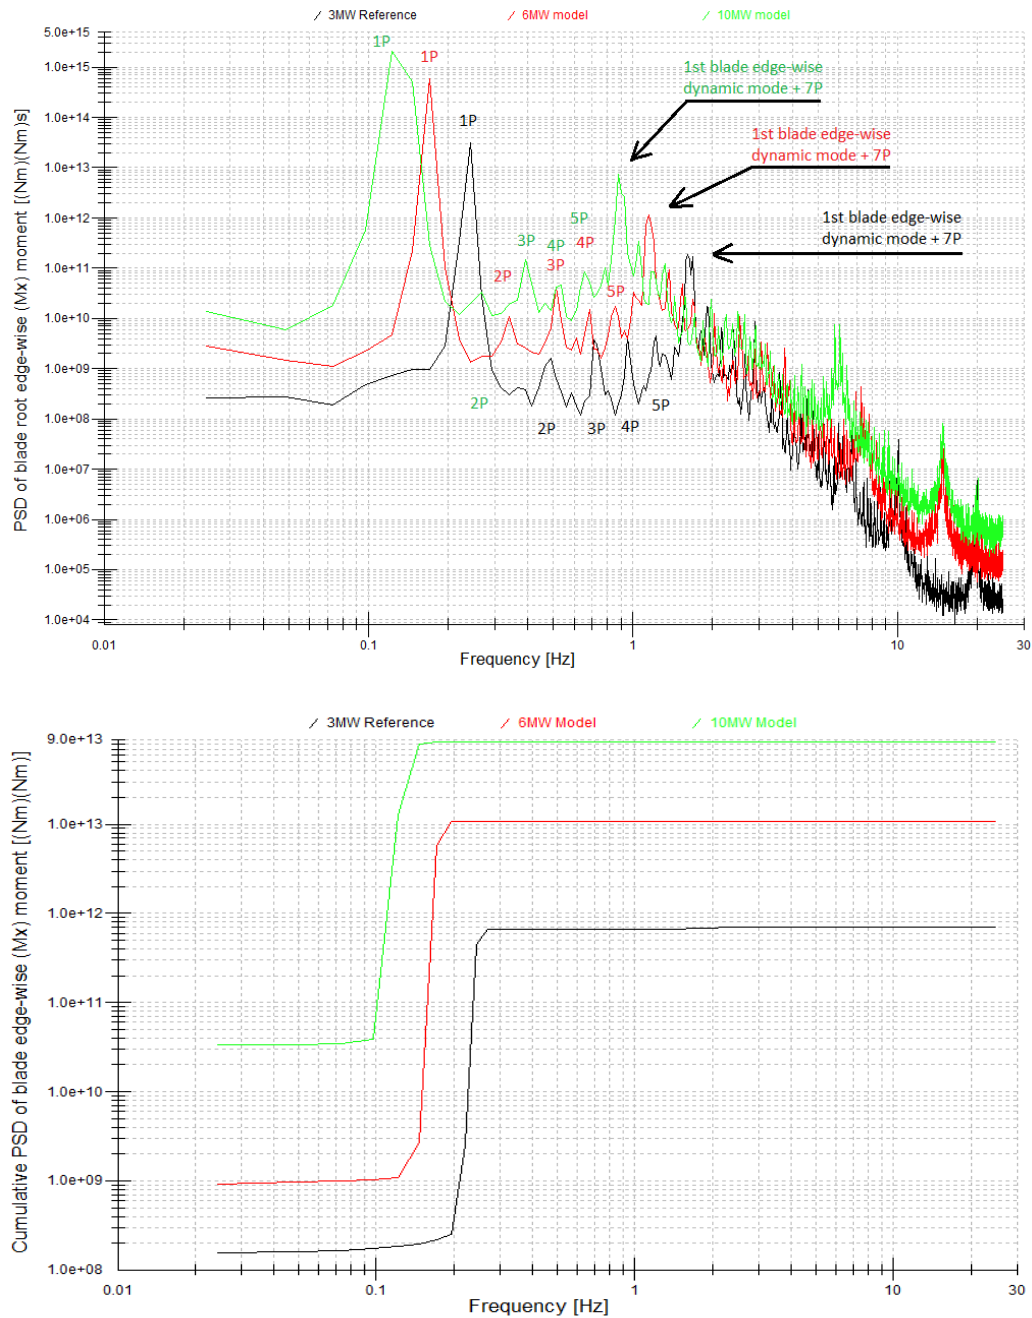 3MW Reference 6MW model 10MW model
5.0e+15
1.0e+15
1.0e+14
1.0e+13
1.0e+12
1.0e+11
1.0e+10
1.0e+09
1.0e+08
1.0e+07
1.0e+06
1.0e+05
1.0e+04
PSD of blade root edge-wise (Mx) moment [(Nm)(Nm)s]
1P
1P
1P
1st blade edge-wise
dynamic mode + 7P
1st blade edge-wise
dynamic mode + 7P
1st blade edge-wise
dynamic mode + 7P
5P
3P 4P 4P
2P 3P
5P
2P 5P
2P 3P 4P
0.01 0.1 1 10 30
Frequency [Hz]
3MW Reference 6MW Model 10MW Model
9.0e+13
1.0e+13
1.0e+12
1.0e+11
1.0e+10
1.0e+09
1.0e+08
Cumulative PSD of blade edge-wise (Mx) moment [(Nm)(Nm)]
0.01 0.1 1 10 30
Frequency [Hz]